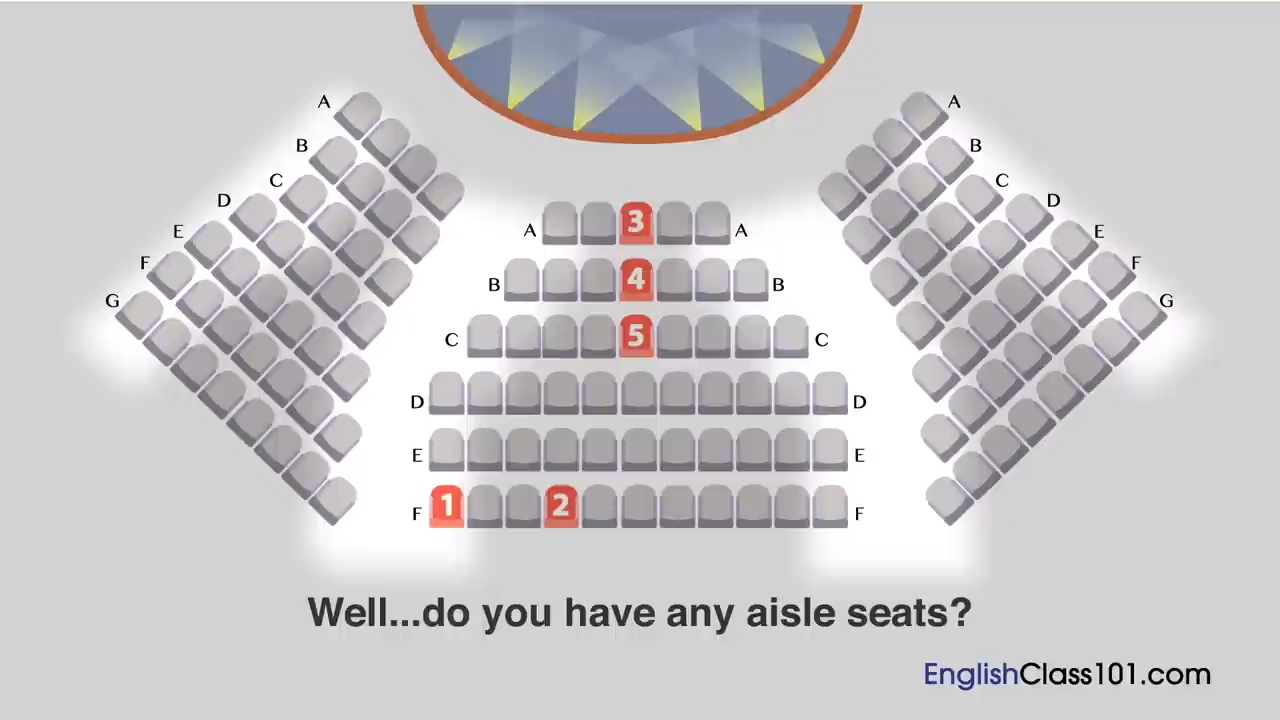 A
B
C
D
E
F
G
A 3 A
B 4 B
C 5 C
D D
E E
F 1 2 F
A
B
C
D
E
F
G
Well...do you have any aisle seats?
EnglishClass101.com